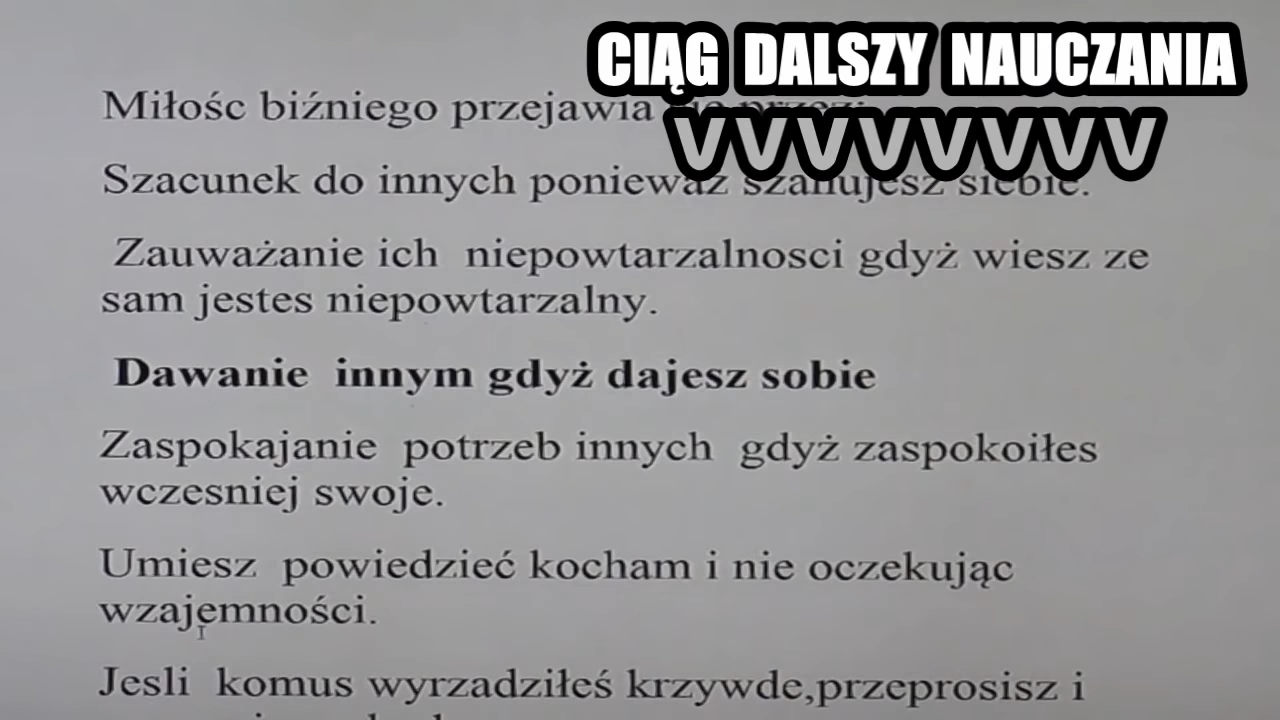 CIĄG DALSZY NAUCZANIA
VVVVVVV
Miłośc biźniego przejawia
Szacunek do innych ponieważ szanujesz siebie.
Zauważanie ich niepowtarzalnosci gdyż wiesz ze
sam jestes niepowtarzalny.
Dawanie innym gdyż dajesz sobie
Zaspokajanie potrzeb innych gdyż zaspokoiłes
wczesniej swoje.
Umiesz powiedzieć kocham i nie oczekując
wzajemności.
Jesli komus wyrzadziłeś krzywde,przeprosisz i